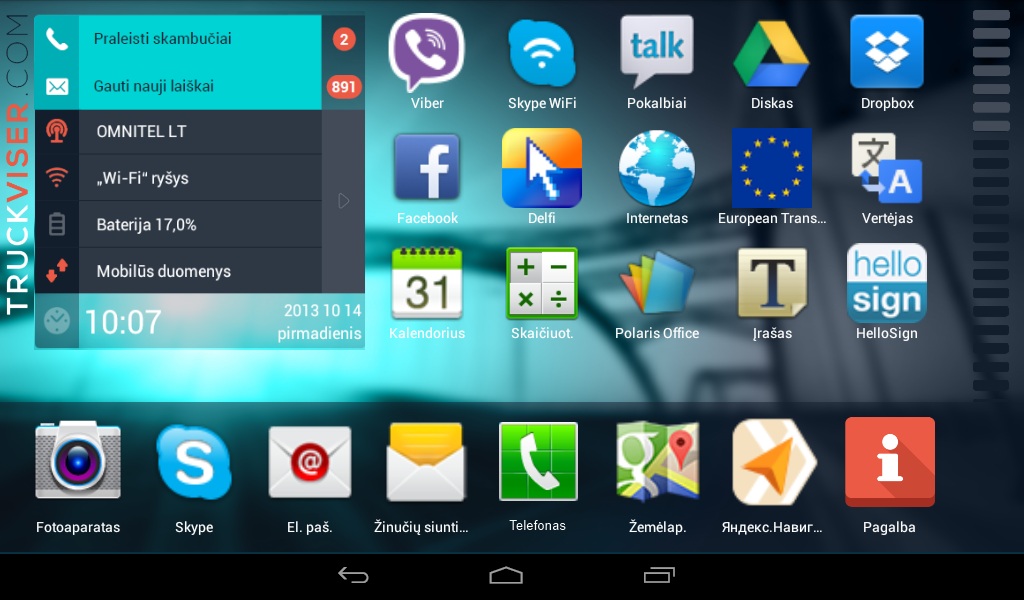 TRUCKVISER.COM
Praleisti skambučiai
2
Gauti nauji laiškai
891
OMNITEL LT
„Wi-Fi“ ryšys
Baterija 17,0%
Mobilūs duomenys
10:07
2013 10 14
pirmadienis
Viber
Skype WiFi
talk
Pokalbiai
Diskas
Dropbox
f
Facebook
Delfi
Internetas
European Trans...
文
A
Vertėjas
31
Kalendorius
+ −
× ÷
Skaičiuot.
Polaris Office
T
Įrašas
hello
sign
HelloSign
Fotoaparatas
S
Skype
@
El. paš.
Žinučių siunti...
Telefonas
g
Žemėlap.
Яндекс.Навиг...
i
Pagalba